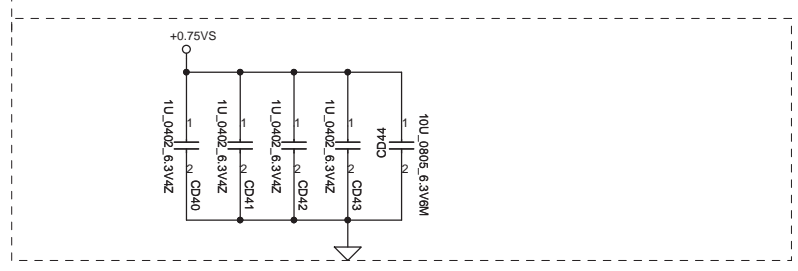 +0.75VS
1U_0402_6.3V4Z
1
2
CD40
1U_0402_6.3V4Z
1
2
CD41
1U_0402_6.3V4Z
1
2
CD42
1U_0402_6.3V4Z
1
2
CD43
CD44
1
2
10U_0805_6.3V6M